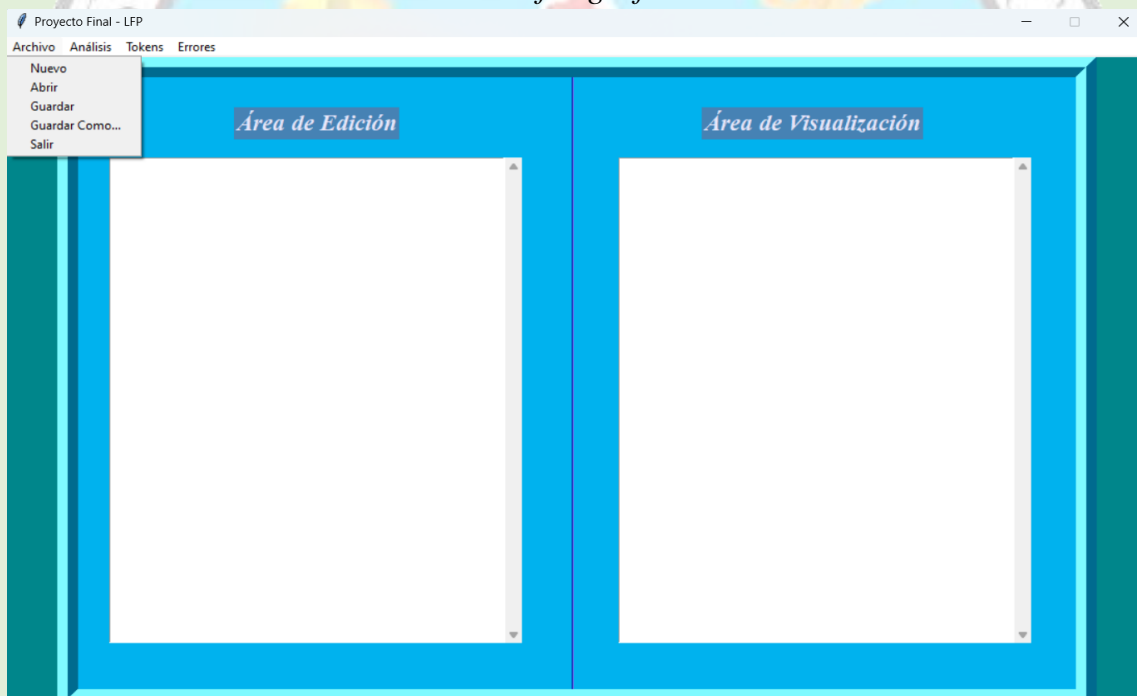 Proyecto Final - LFP
Archivo Análisis Tokens Errores
Nuevo
Abrir
Guardar
Guardar Como...
Salir
Área de Edición
Área de Visualización